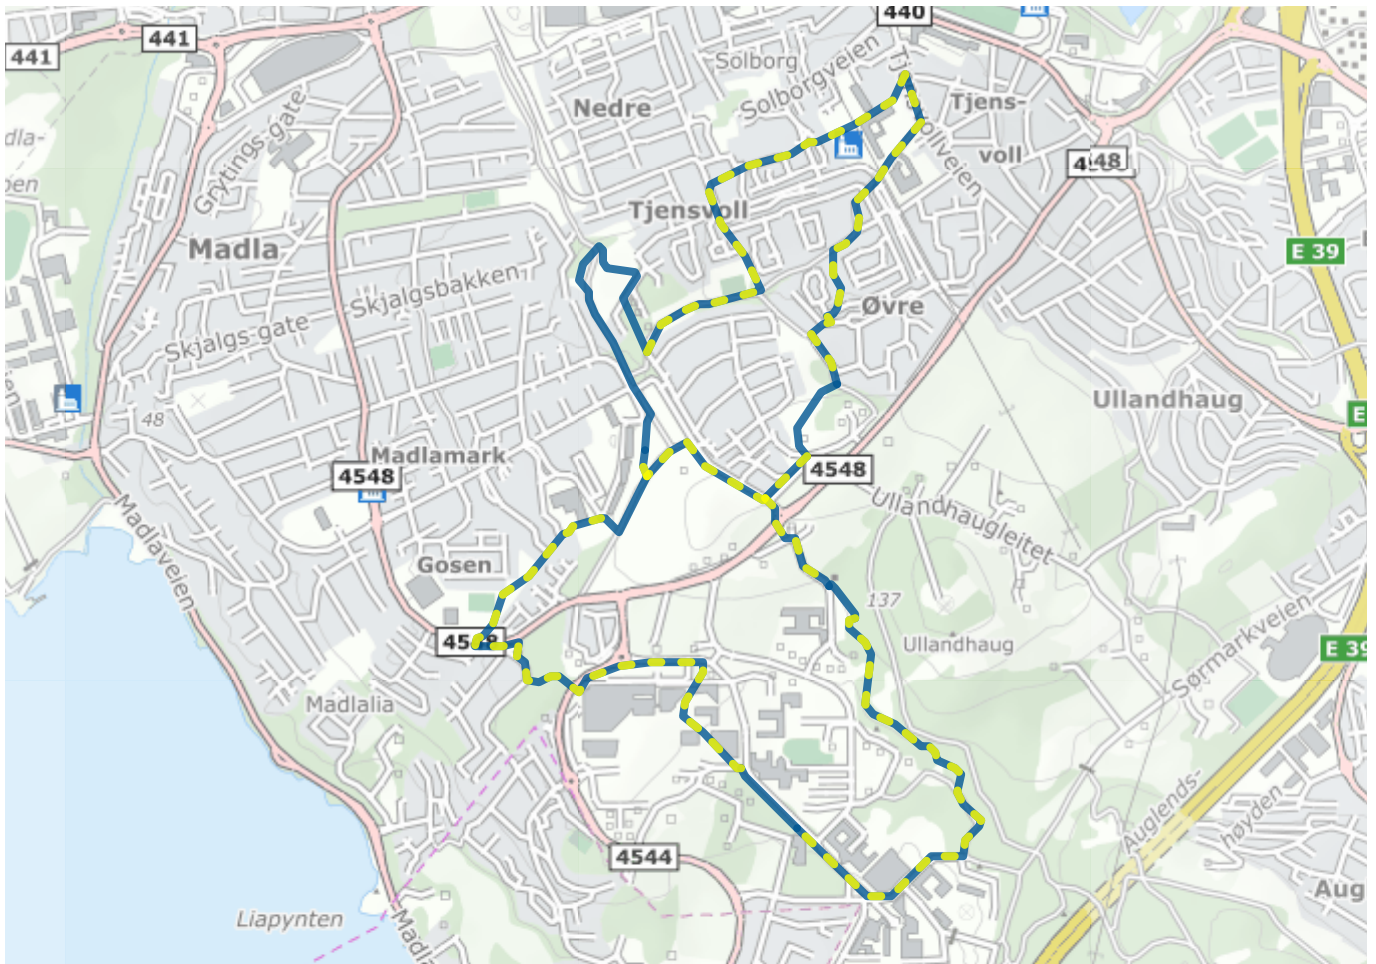 440
441
441
Solborg
Solborgveien
Nedre
Tjens-
voll
Grytings gate
Tjensvoll
Madla
E 39
Skjalgsbakken
Øvre
Skjalgs gate
Ullandhaug
48
E
Madlamark
4548
4548
Ullandhaugleitet
Madlaveien
Gosen
137
Ullandhaug
Sørmarkveien
E 39
Madlalia
Auglends-
høyden
4544
Aug
Liapynten
Madla